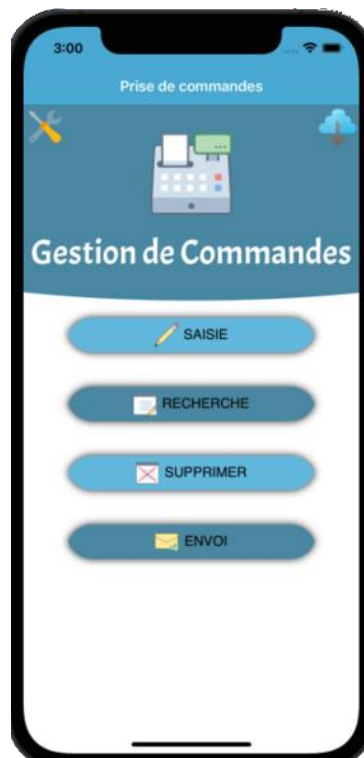 3:00
Prise de commandes
Gestion de Commandes
SAISIE
RECHERCHE
SUPPRIMER
ENVOI